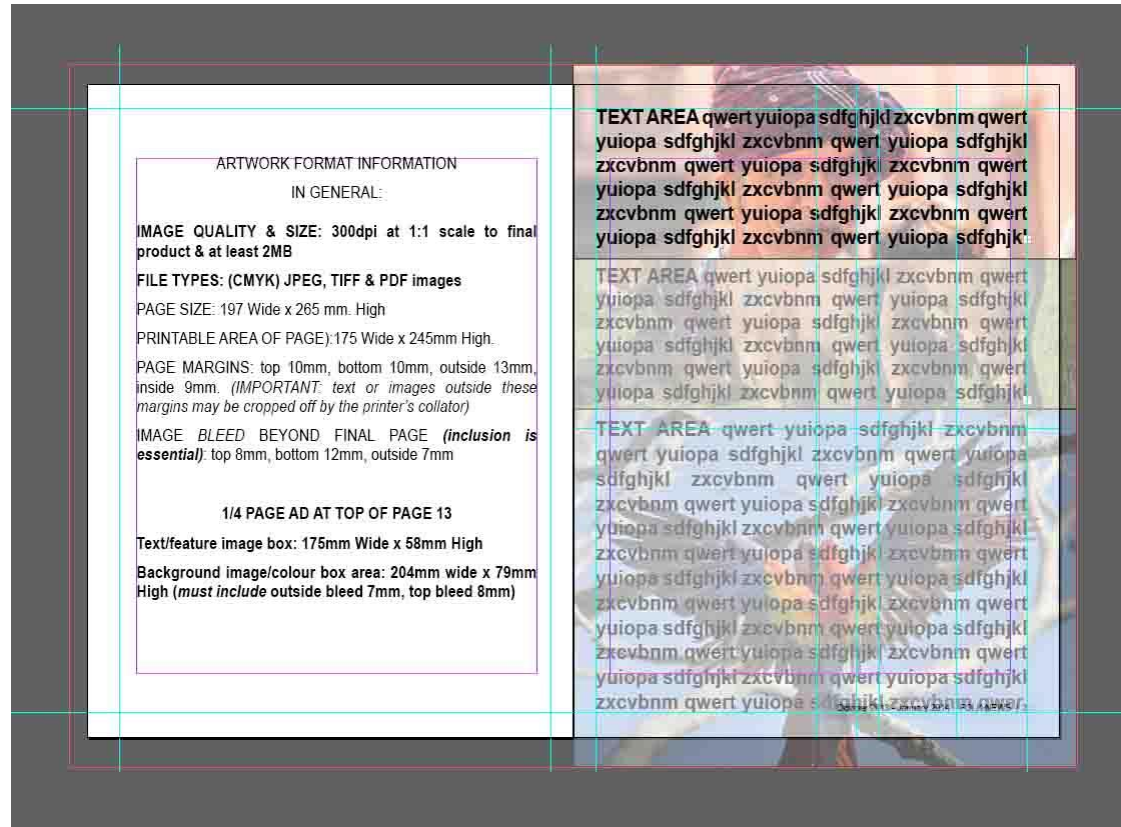 ARTWORK FORMAT INFORMATION
IN GENERAL:
IMAGE QUALITY & SIZE: 300dpi at 1:1 scale to final
product & at least 2MB
FILE TYPES: (CMYK) JPEG, TIFF & PDF images
PAGE SIZE: 197 Wide x 265 mm. High
PRINTABLE AREA OF PAGE):175 Wide x 245mm High.
PAGE MARGINS: top 10mm, bottom 10mm, outside 13mm,
inside 9mm. (IMPORTANT: text or images outside these
margins may be cropped off by the printer's collator)
IMAGE BLEED BEYOND FINAL PAGE (inclusion is
essential): top 8mm, bottom 12mm, outside 7mm
1/4 PAGE AD AT TOP OF PAGE 13
Text/feature image box: 175mm Wide x 58mm High
Background image/colour box area: 204mm wide x 79mm
High (must include outside bleed 7mm, top bleed 8mm)
TEXT AREA qwert yuiopa sdfghjkl zxcvbnm qwert
yuiopa sdfghjkl zxcvbnm qwert yuiopa sdfghjkl
zxcvbnm qwert yuiopa sdfghjkl zxcvbnm qwert
yuiopa sdfghjkl zxcvbnm qwert yuiopa sdfghjkl
zxcvbnm qwert yuiopa sdfghjkl zxcvbnm qwert
yuiopa sdfghjkl zxcvbnm qwert yuiopa sdfghjk'
TEXT AREA qwert yuiopa sdfghjkl zxcvbnm qwert
yuiopa sdfghjkl zxcvbnm qwert yuiopa sdfghjkl
zxcvbnm qwert yuiopa sdfghjkl zxcvbnm qwert
yuiopa sdfghjkl zxcvbnm qwert yuiopa sdfghjkl
zxcvbnm qwert yuiopa sdfghjkl zxcvbnm qwert
yuiopa sdfghjkl zxcvbnm qwert yuiopa sdfghjkl
TEXT AREA qwert yuiopa sdfghjkl zxcvbnm
qwert yuiopa sdfghjkl zxcvbnm qwert yuiopa
sdfghjkl zxcvbnm qwert yuiopa sdfghjkl
zxcvbnm qwert yuiopa sdfghjkl zxcvbnm qwert
yuiopa sdfghjkl zxcvbnm qwert yuiopa sdfghjkl
zxcvbnm qwert yuiopa sdfghjkl zxcvbnm qwert
yuiopa sdfghjkl zxcvbnm qwert yuiopa sdfghjkl
zxcvbnm qwert yuiopa sdfghjkl zxcvbnm qwert
yuiopa sdfghjkl zxcvbnm qwert yuiopa sdfghjkl
zxcvbnm qwert yuiopa sdfghjkl zxcvbnm qwert
yuiopa sdfghjkl zxcvbnm qwert yuiopa sdfghjkl
zxcvbnm qwert yuiopa sdfghjkl zxcvbnm